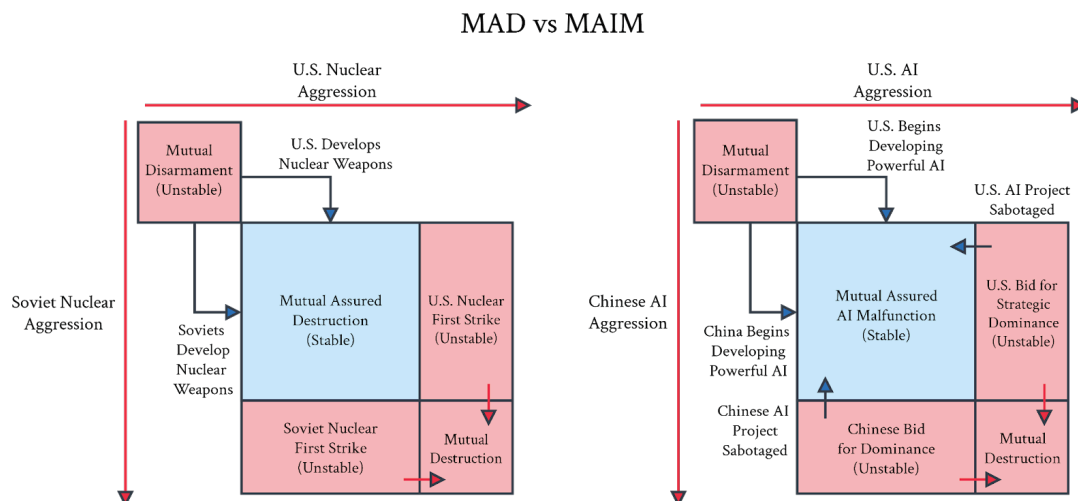 MAD vs MAIM
U.S. Nuclear
Aggression
Mutual
Disarmament
(Unstable)
U.S. Develops
Nuclear Weapons
Soviet Nuclear
Aggression
Soviets
Develop
Nuclear
Weapons
Mutual Assured
Destruction
(Stable)
U.S. Nuclear
First Strike
(Unstable)
Soviet Nuclear
First Strike
(Unstable)
Mutual
Destruction
U.S. AI
Aggression
Mutual
Disarmament
(Unstable)
U.S. Begins
Developing
Powerful AI
U.S. AI Project
Sabotaged
Chinese AI
Aggression
China Begins
Developing
Powerful AI
Mutual Assured
AI Malfunction
(Stable)
U.S. Bid for
Strategic
Dominance
(Unstable)
Chinese AI
Project
Sabotaged
Chinese Bid
for Dominance
(Unstable)
Mutual
Destruction